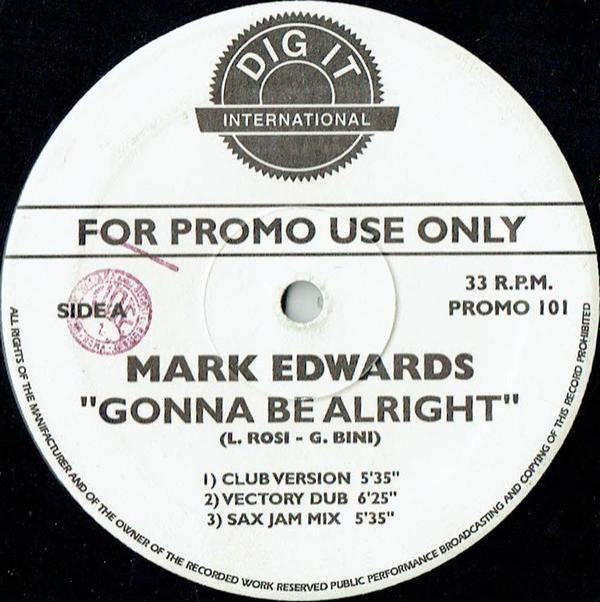 DIG IT
INTERNATIONAL
FOR PROMO USE ONLY
SIDE A
33 R.P.M.
PROMO 101
MARK EDWARDS
"GONNA BE ALRIGHT"
(L. ROSI - G. BINI)
1) CLUB VERSION 5'35"
2) VECTORY DUB 6'25"
3) SAX JAM MIX 5'35"
ALL RIGHTS OF THE MANIFACTURER AND OF THE OWNER OF THE RECORDED WORK RESERVED PUBLIC PERFORMANCE BROADCASTING AND COPYING OF THIS RECORD PROHIBITED